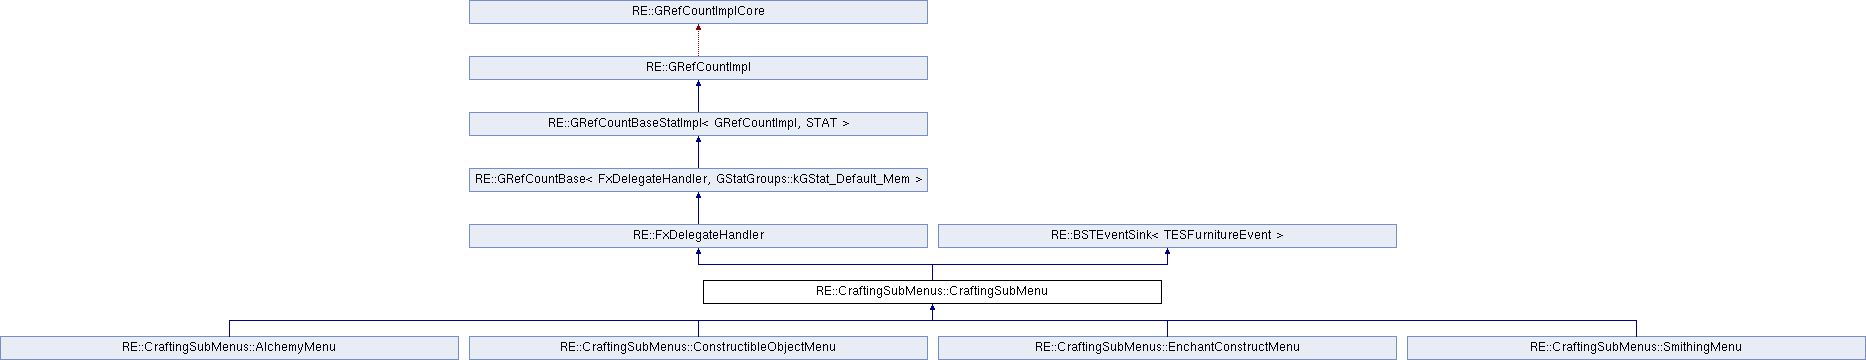 RE::GRefCountImplCore
RE::GRefCountImpl
RE::GRefCountBaseStatImpl< GRefCountImpl, STAT >
RE::GRefCountBase< FxDelegateHandler, GStatGroups::kGStat_Default_Mem >
RE::FxDelegateHandler
RE::BSTEventSink< TESFurnitureEvent >
RE::CraftingSubMenus::CraftingSubMenu
RE::CraftingSubMenus::AlchemyMenu
RE::CraftingSubMenus::ConstructibleObjectMenu
RE::CraftingSubMenus::EnchantConstructMenu
RE::CraftingSubMenus::SmithingMenu